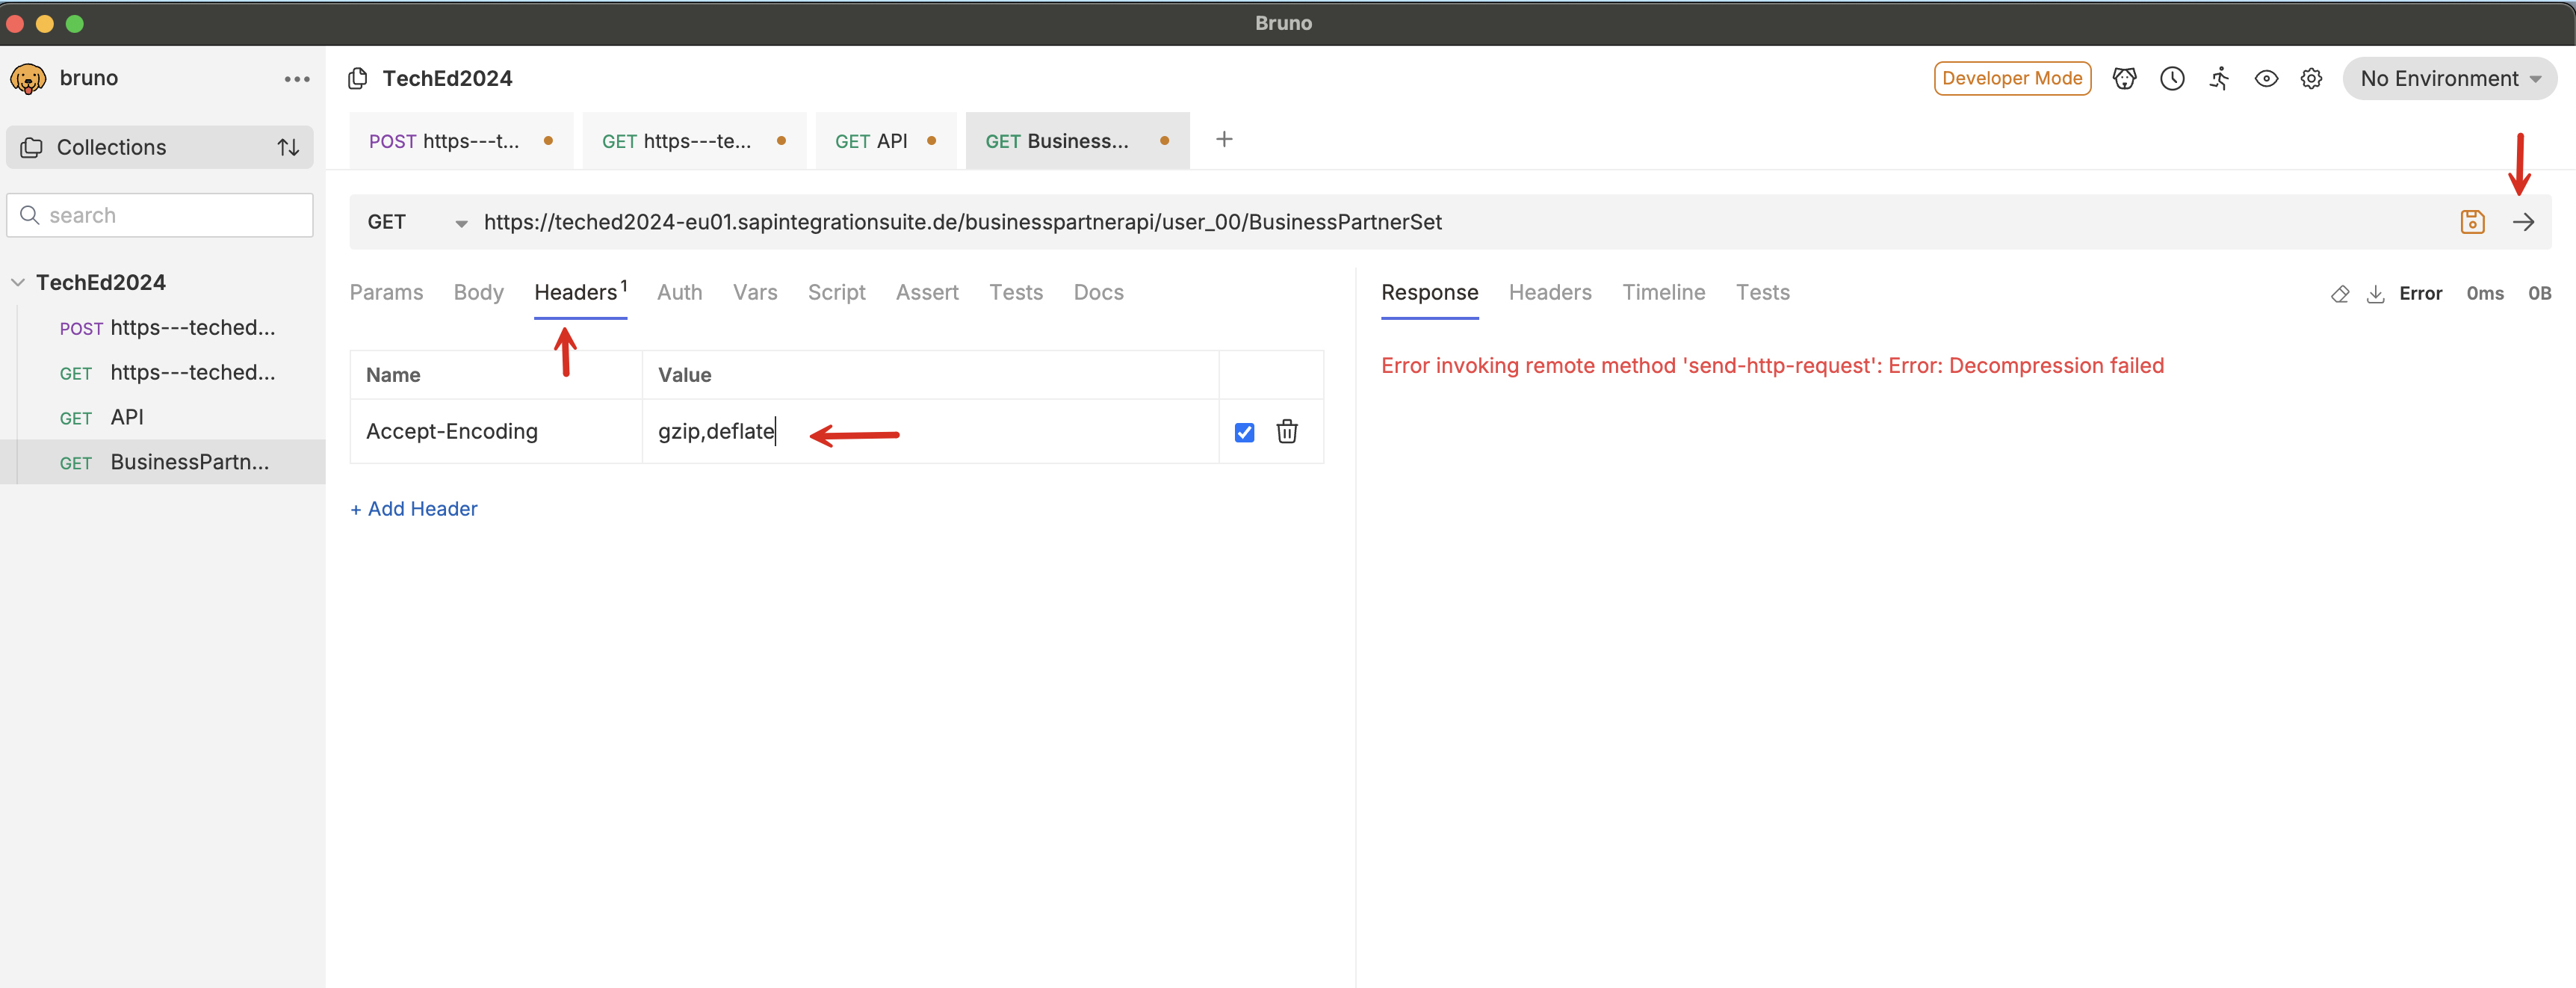 Bruno
bruno
TechEd2024
Developer Mode
No Environment
Collections
POST https---t...
GET https---te...
GET API
GET Business...
search
GET https://teched2024-eu01.sapintegrationsuite.de/businesspartnerapi/user_00/BusinessPartnerSet
TechEd2024
POST https---teched...
GET https---teched...
GET API
GET BusinessPartn...
Params Body Headers1 Auth Vars Script Assert Tests Docs
Name Value
Accept-Encoding gzip,deflate
+ Add Header
Response Headers Timeline Tests
Error 0ms 0B
Error invoking remote method 'send-http-request': Error: Decompression failed